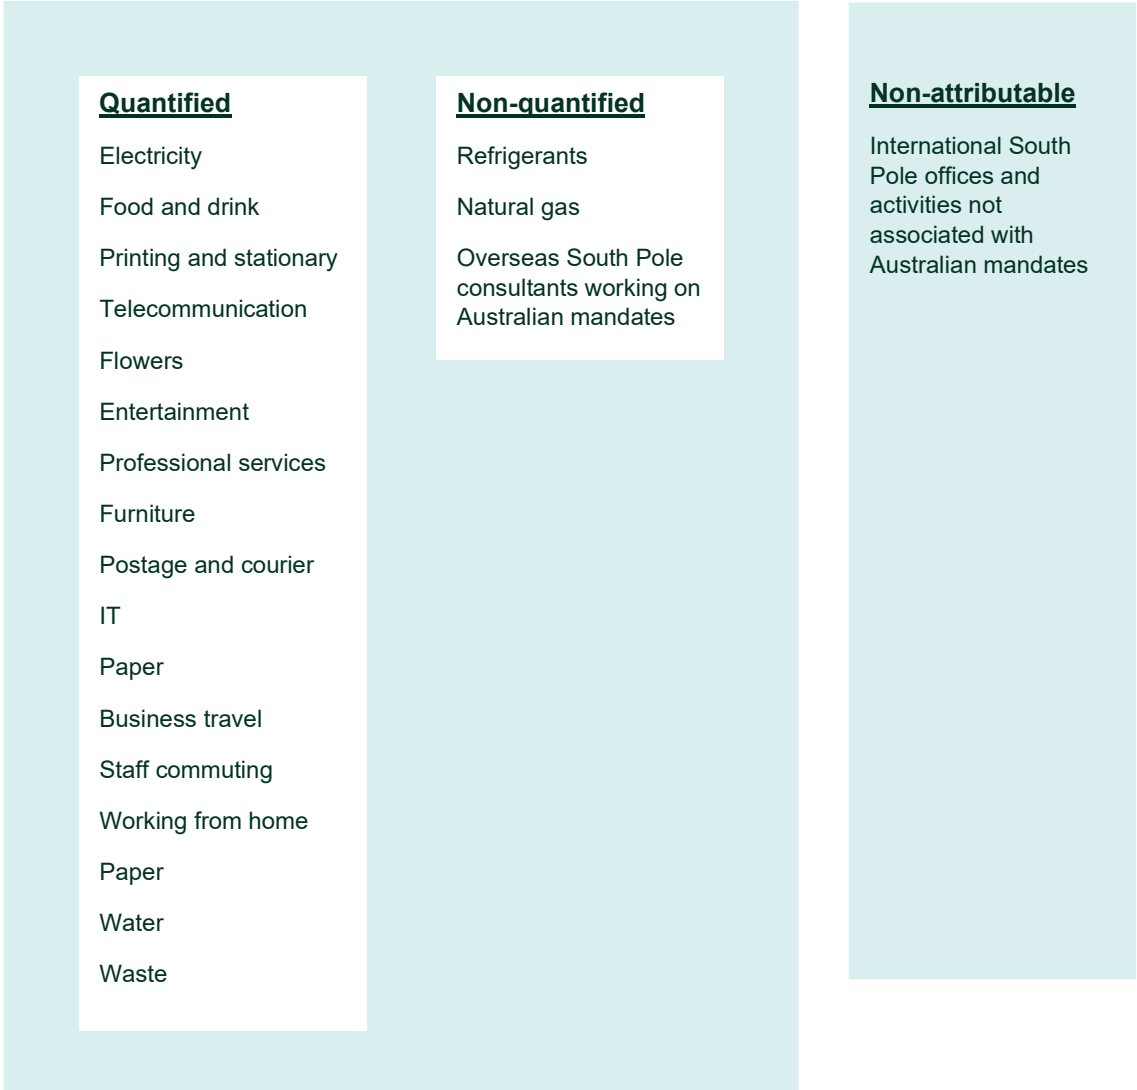 Quantified
Electricity
Food and drink
Printing and stationary
Telecommunication
Flowers
Entertainment
Professional services
Furniture
Postage and courier
IT
Paper
Business travel
Staff commuting
Working from home
Paper
Water
Waste
Non-quantified
Refrigerants
Natural gas
Overseas South Pole
consultants working on
Australian mandates
Non-attributable
International South
Pole offices and
activities not
associated with
Australian mandates